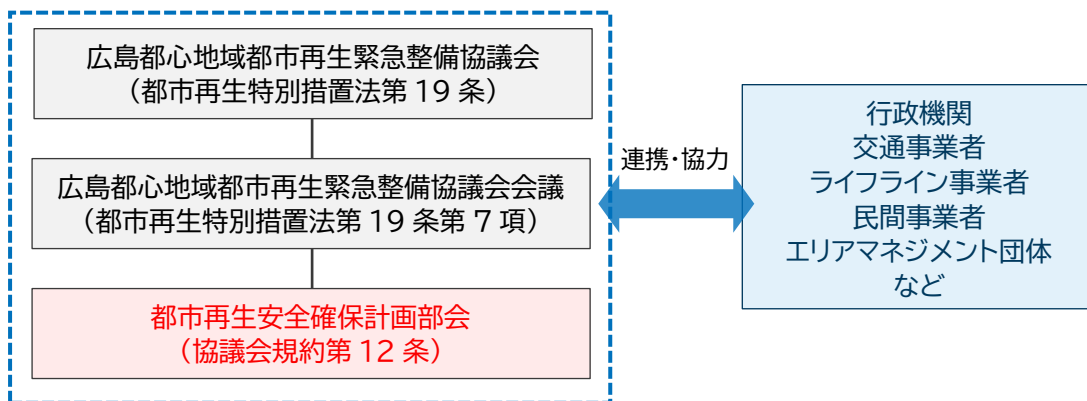 広島都心地域都市再生緊急整備協議会
（都市再生特別措置法第 19 条）
広島都心地域都市再生緊急整備協議会会議
（都市再生特別措置法第 19 条第 7 項）
都市再生安全確保計画部会
（協議会規約第 12 条）
連携・協力
行政機関
交通事業者
ライフライン事業者
民間事業者
エリアマネジメント団体
など